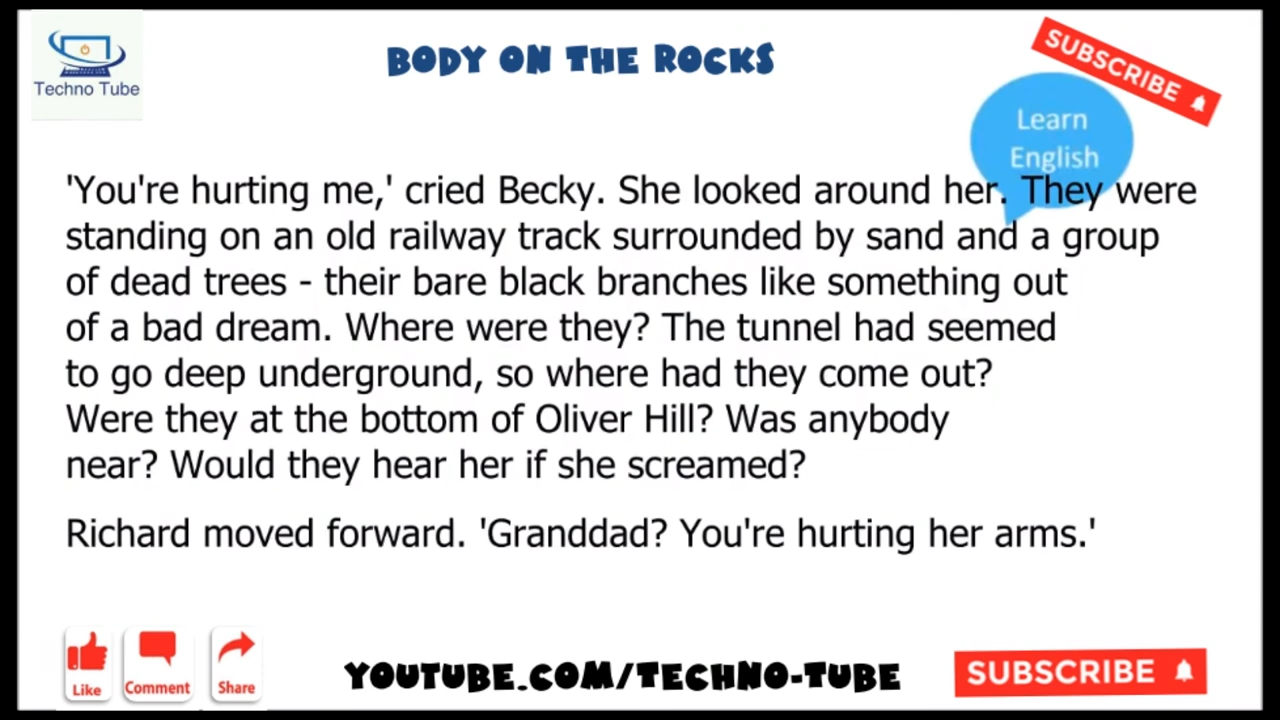 Techno Tube
BODY ON THE ROCKS
SUBSCRIBE
Learn
English
'You're hurting me,' cried Becky. She looked around her. They were
standing on an old railway track surrounded by sand and a group
of dead trees - their bare black branches like something out
of a bad dream. Where were they? The tunnel had seemed
to go deep underground, so where had they come out?
Were they at the bottom of Oliver Hill? Was anybody
near? Would they hear her if she screamed?
Richard moved forward. 'Granddad? You're hurting her arms.'
Like
Comment
Share
YOUTUBE.COM/TECHNO-TUBE
SUBSCRIBE